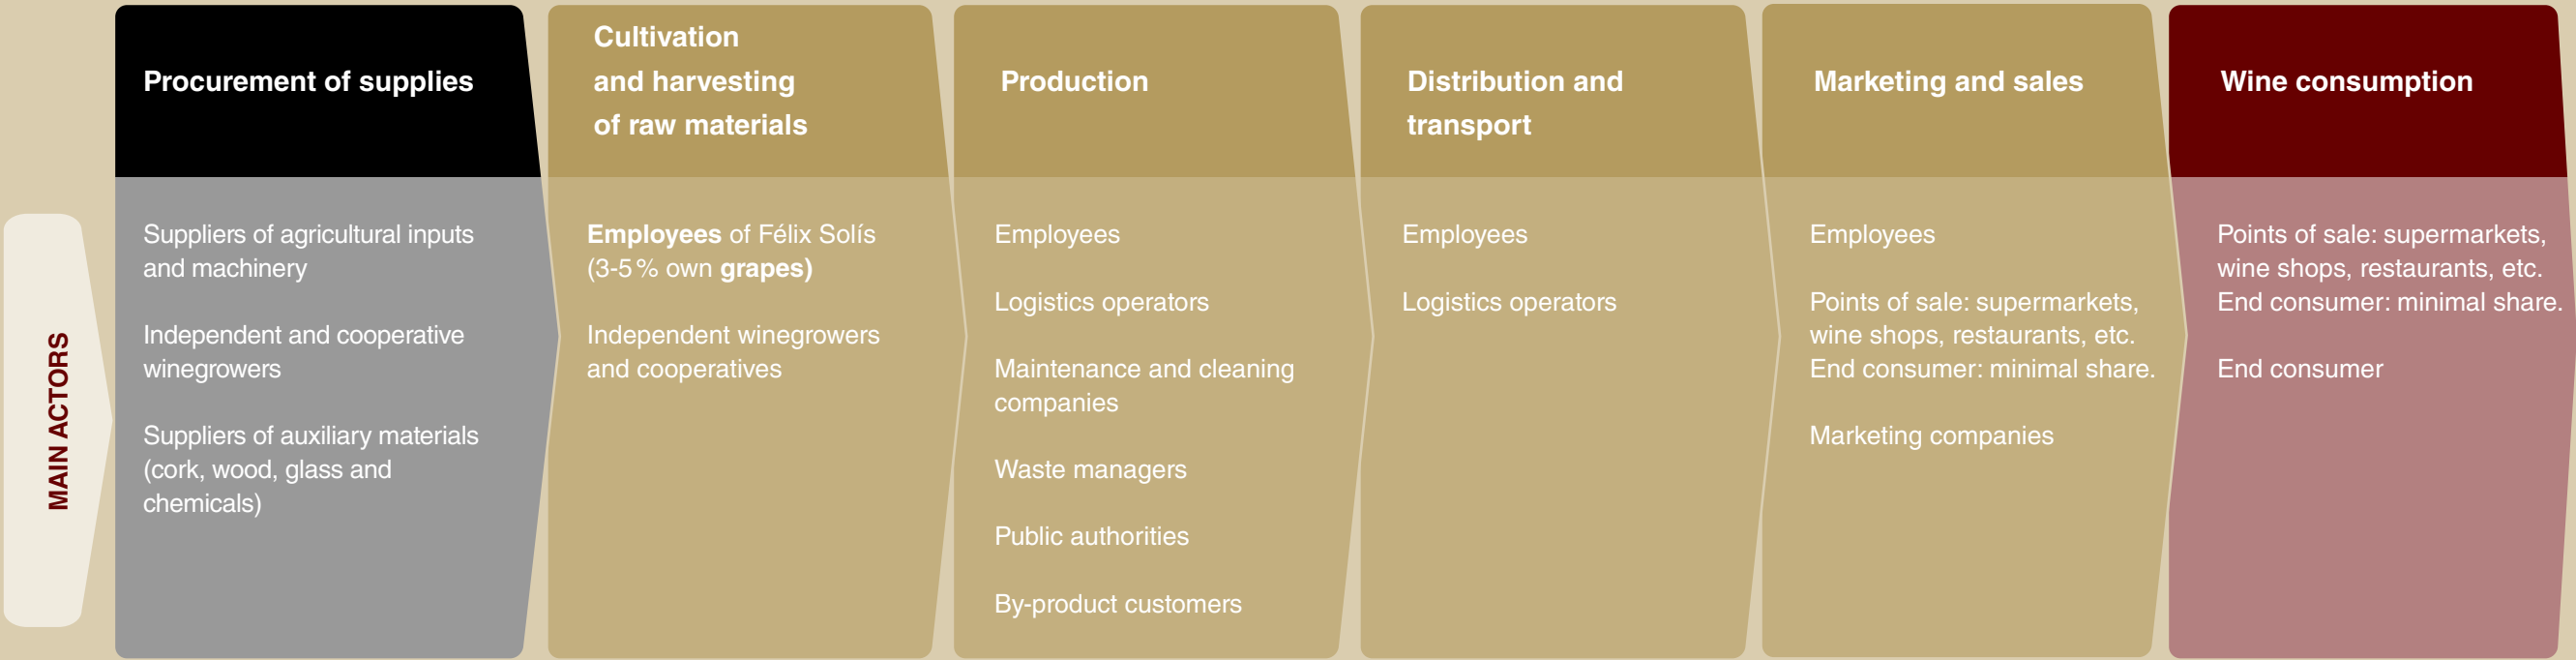 Procurement of supplies
Cultivation
and harvesting
of raw materials
Production
Distribution and
transport
Marketing and sales
Wine consumption
MAIN ACTORS
Suppliers of agricultural inputs
and machinery
Independent and cooperative
winegrowers
Suppliers of auxiliary materials
(cork, wood, glass and
chemicals)
Employees of Félix Solís
(3-5 % own grapes)
Independent winegrowers
and cooperatives
Employees
Logistics operators
Maintenance and cleaning
companies
Waste managers
Public authorities
By-product customers
Employees
Logistics operators
Employees
Points of sale: supermarkets,
wine shops, restaurants, etc.
End consumer: minimal share.
Marketing companies
Points of sale: supermarkets,
wine shops, restaurants, etc.
End consumer: minimal share.
End consumer